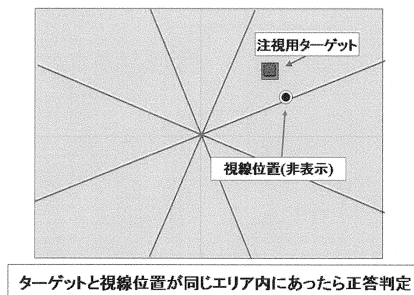 注視用ターゲット
視線位置(非表示)
ターゲットと視線位置が同じエリア内にあったら正答判定